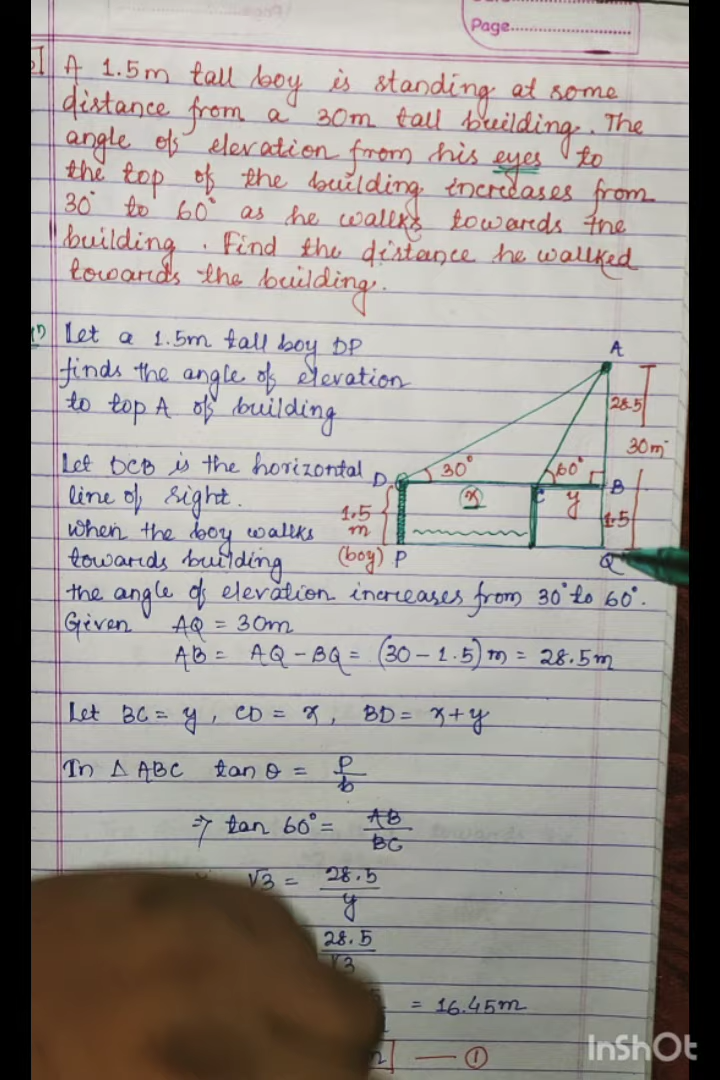 Page..............................
A 1.5m tall boy is standing at some
distance from a 30m tall building. The
angle of elevation from his eyes to
the top of the building increases from
30° to 60° as he wallks towards the
building. Find the distance he wallked
towards the building.
Let a 1.5m tall boy DP
finds the angle of elevation
to top A of building
Let DCB is the horizontal
line of sight.
when the boy wallks
towards building
the angle of elevation increases from 30° to 60°.
A
28.5
30m
D 30° C 60° B
x y
1.5
m
1.5
(boy) P Q
Given AQ = 30m
AB = AQ - BQ = (30 - 1.5) m = 28.5m
Let BC = y, CD = x, BD = x+y
In △ ABC tan θ = p/b
⇒ tan 60° = AB/BC
√3 = 28.5/y
28.5/√3
= 16.45m
— ①
InShOt